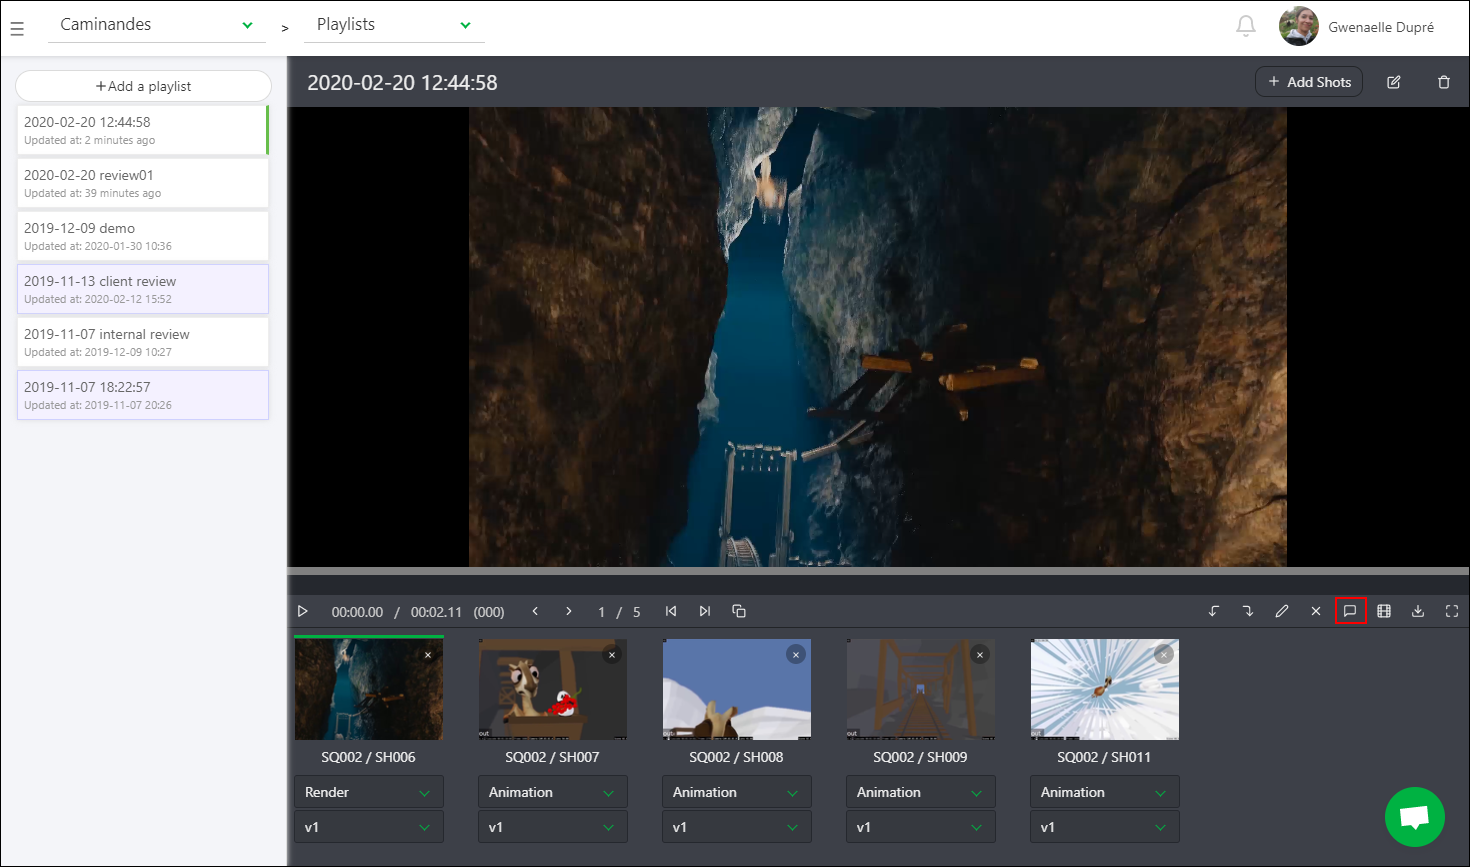 Caminandes
>
Playlists
Gwenaelle Dupré
+Add a playlist
2020-02-20 12:44:58
Updated at: 2 minutes ago
2020-02-20 review01
Updated at: 39 minutes ago
2019-12-09 demo
Updated at: 2020-01-30 10:36
2019-11-13 client review
Updated at: 2020-02-12 15:52
2019-11-07 internal review
Updated at: 2019-12-09 10:27
2019-11-07 18:22:57
Updated at: 2019-11-07 20:26
2020-02-20 12:44:58
+ Add Shots
00:00.00 / 00:02.11 (000)
1 / 5
SQ002 / SH006
Render
v1
out
SQ002 / SH007
Animation
v1
out
SQ002 / SH008
Animation
v1
out
SQ002 / SH009
Animation
v1
out
SQ002 / SH011
Animation
v1